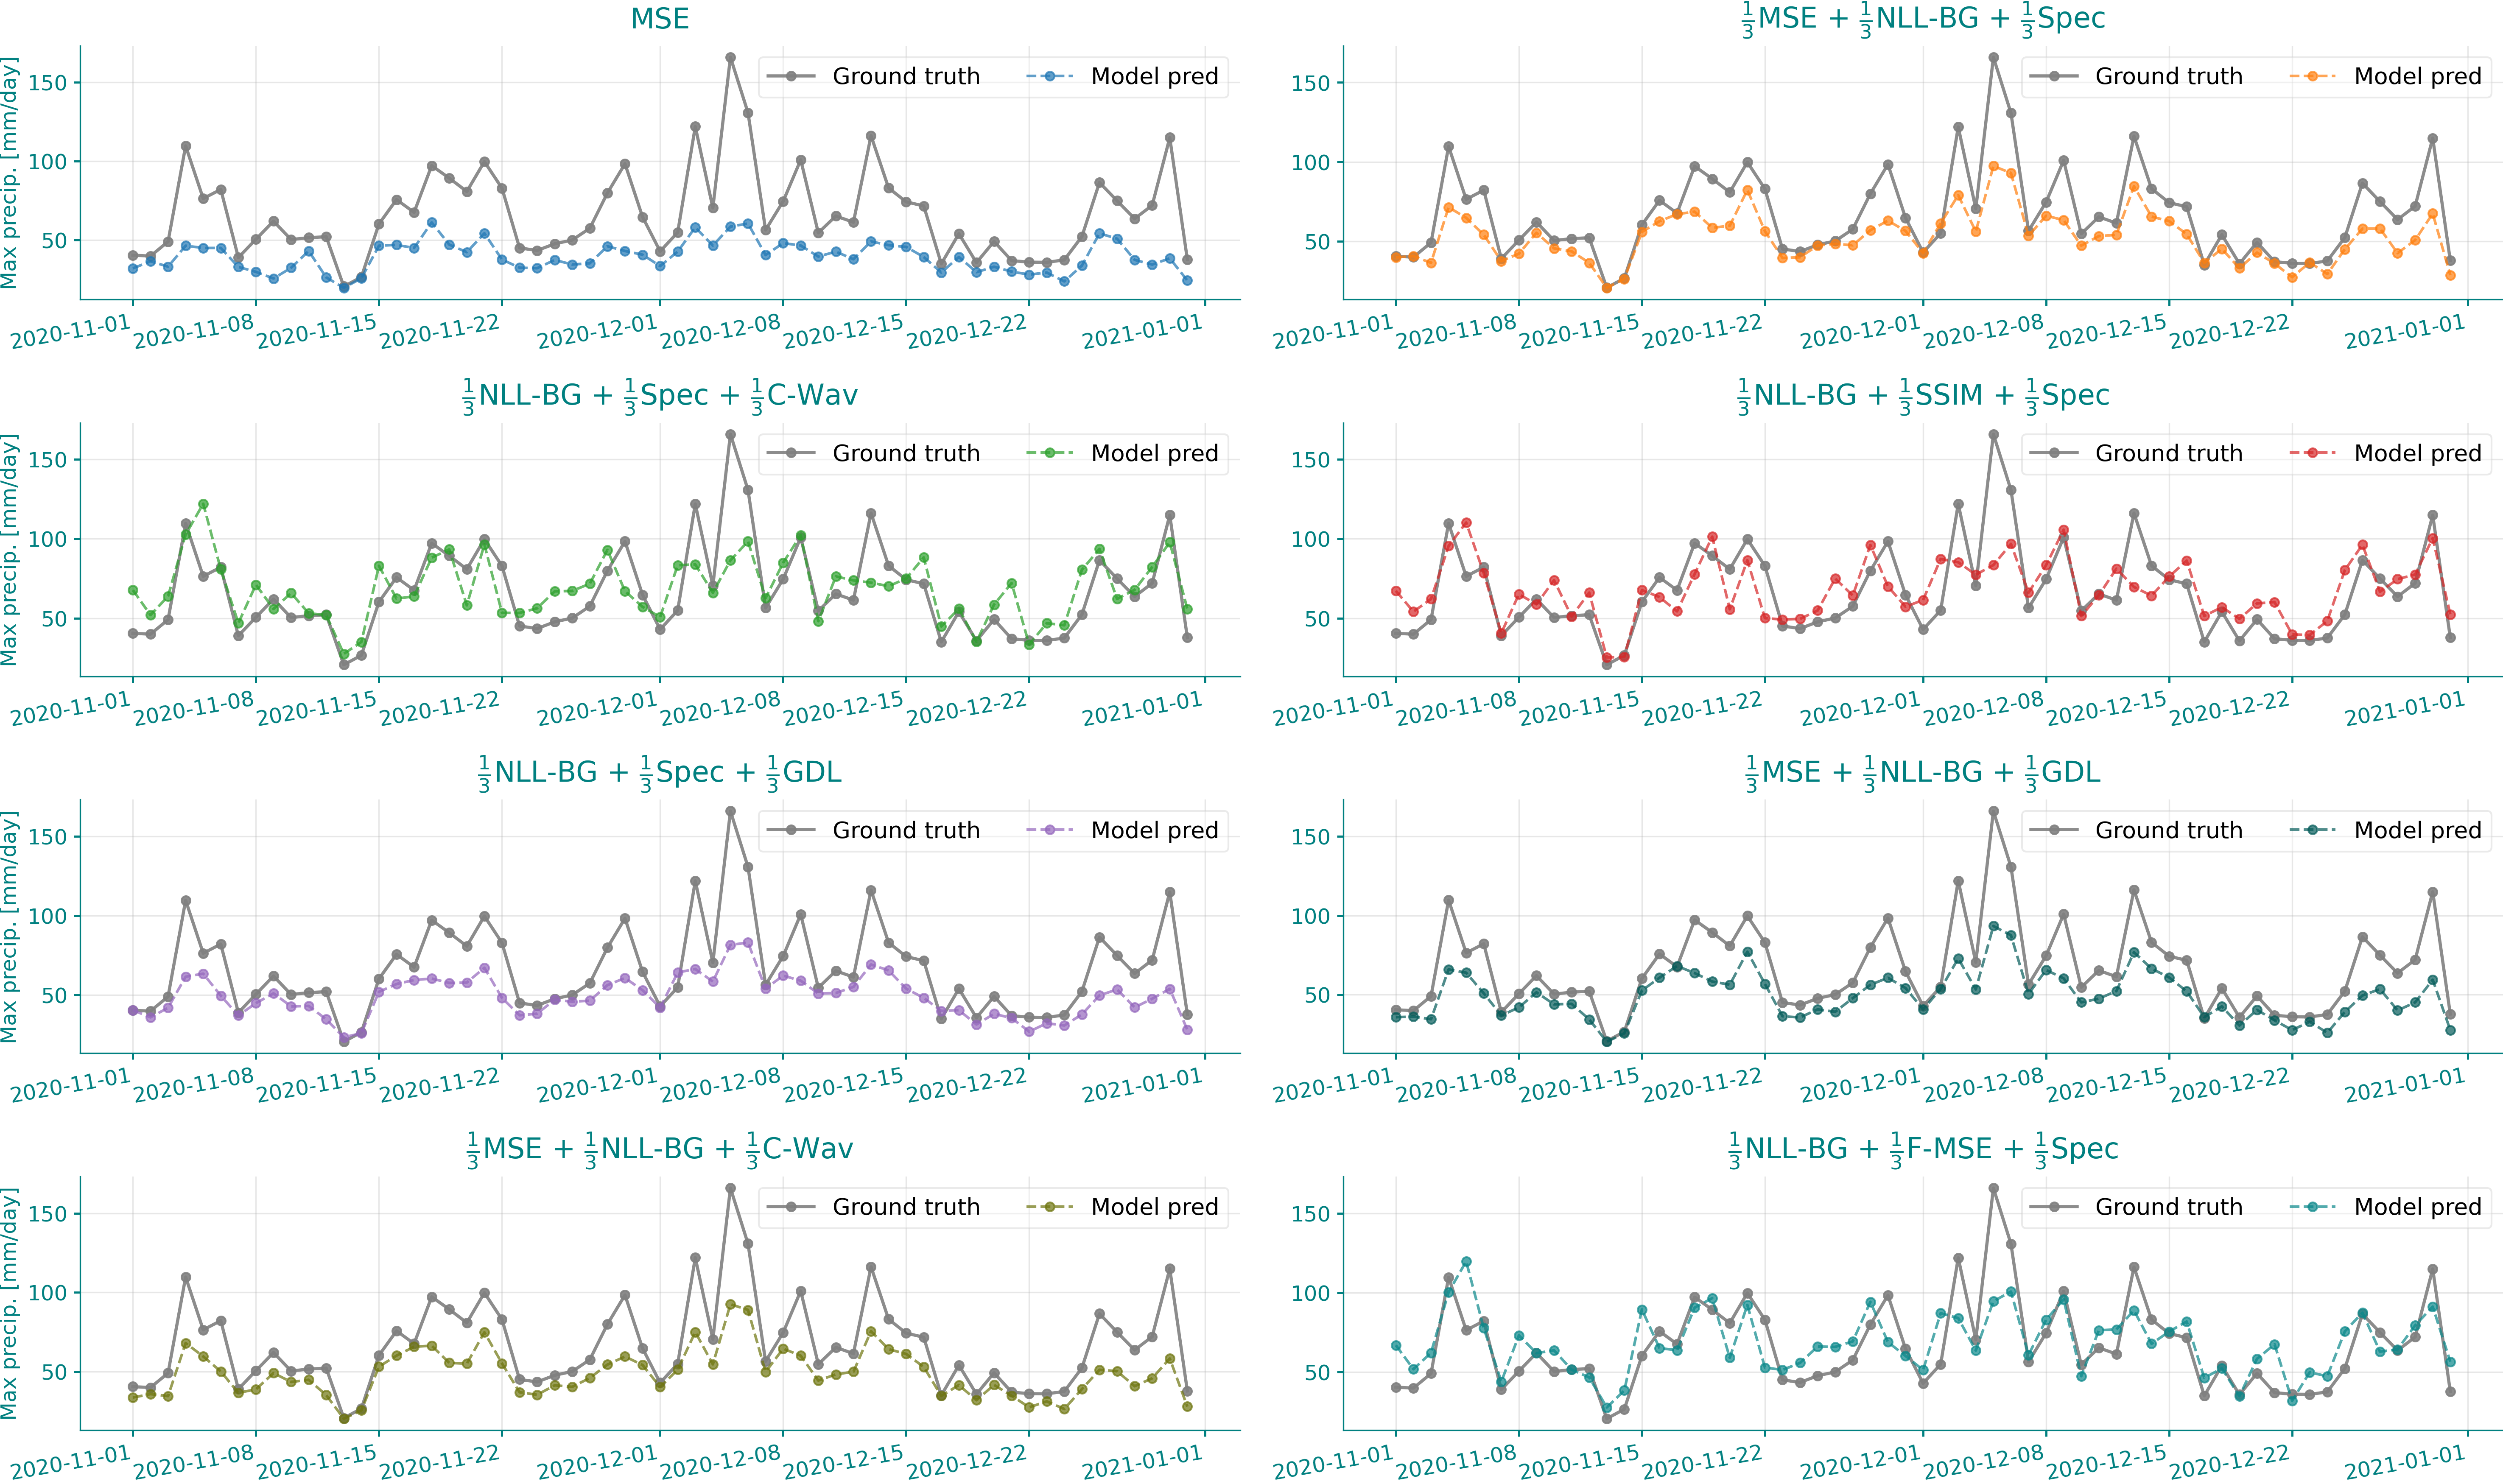 MSE
Max precip. [mm/day]
150
100
50
Ground truth Model pred
2020-11-01 2020-11-08 2020-11-15 2020-11-22 2020-12-01 2020-12-08 2020-12-15 2020-12-22 2021-01-01
1/3MSE + 1/3NLL-BG + 1/3Spec
150
100
50
Ground truth Model pred
2020-11-01 2020-11-08 2020-11-15 2020-11-22 2020-12-01 2020-12-08 2020-12-15 2020-12-22 2021-01-01
1/3NLL-BG + 1/3Spec + 1/3C-Wav
Max precip. [mm/day]
150
100
50
Ground truth Model pred
2020-11-01 2020-11-08 2020-11-15 2020-11-22 2020-12-01 2020-12-08 2020-12-15 2020-12-22 2021-01-01
1/3NLL-BG + 1/3SSIM + 1/3Spec
150
100
50
Ground truth Model pred
2020-11-01 2020-11-08 2020-11-15 2020-11-22 2020-12-01 2020-12-08 2020-12-15 2020-12-22 2021-01-01
1/3NLL-BG + 1/3Spec + 1/3GDL
Max precip. [mm/day]
150
100
50
Ground truth Model pred
2020-11-01 2020-11-08 2020-11-15 2020-11-22 2020-12-01 2020-12-08 2020-12-15 2020-12-22 2021-01-01
1/3MSE + 1/3NLL-BG + 1/3GDL
150
100
50
Ground truth Model pred
2020-11-01 2020-11-08 2020-11-15 2020-11-22 2020-12-01 2020-12-08 2020-12-15 2020-12-22 2021-01-01
1/3MSE + 1/3NLL-BG + 1/3C-Wav
Max precip. [mm/day]
150
100
50
Ground truth Model pred
2020-11-01 2020-11-08 2020-11-15 2020-11-22 2020-12-01 2020-12-08 2020-12-15 2020-12-22 2021-01-01
1/3NLL-BG + 1/3F-MSE + 1/3Spec
150
100
50
Ground truth Model pred
2020-11-01 2020-11-08 2020-11-15 2020-11-22 2020-12-01 2020-12-08 2020-12-15 2020-12-22 2021-01-01